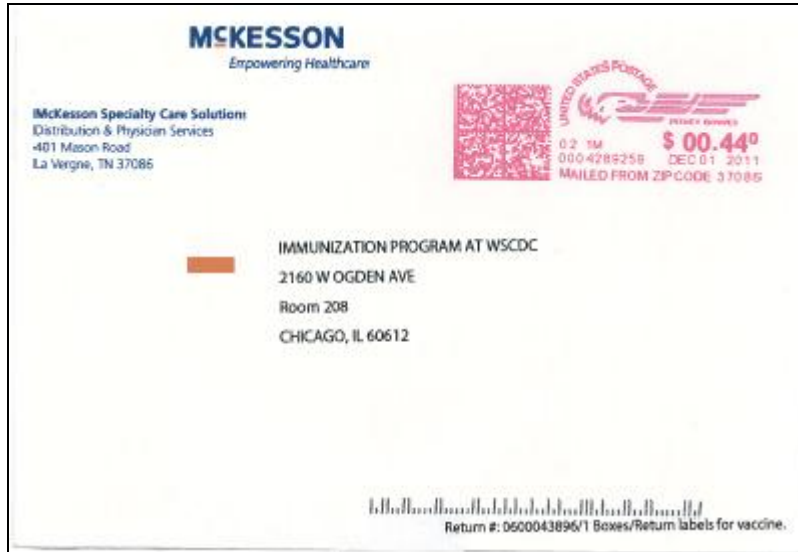 MCKESSON
Empowering Healthcare
McKesson Specialty Care Solutions
Distribution & Physician Services
401 Mason Road
La Vergne, TN 37086
UNITED STATES POSTAGE
PITNEY BOWES
02 1M
$ 00.44⁰
0004289259
DEC 01 2011
MAILED FROM ZIP CODE 37086
IMMUNIZATION PROGRAM AT WSCDC
2160 W OGDEN AVE
Room 208
CHICAGO, IL 60612
Return #: 0600043896/1 Boxes/Return labels for vaccine.